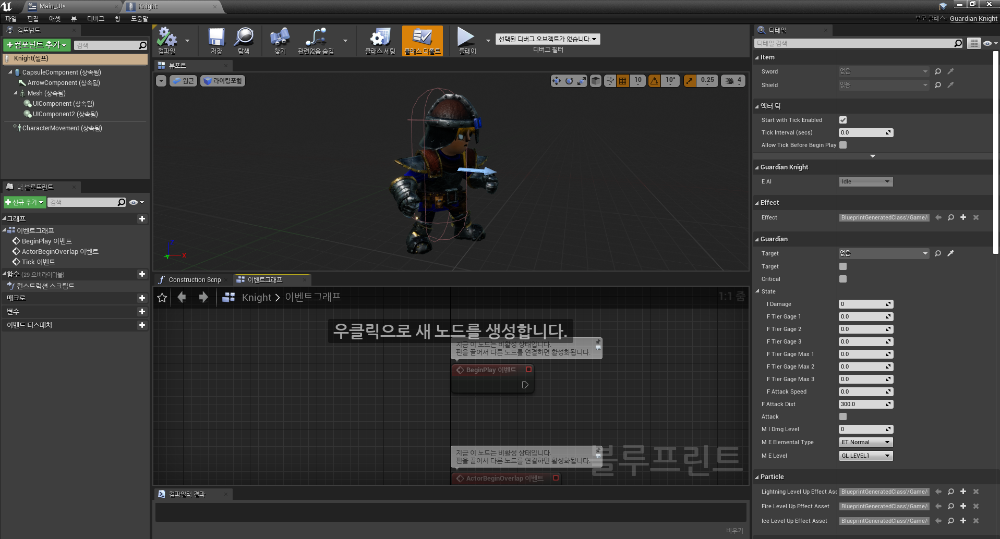 Main_UI*
Knight
파일 편집 애셋 뷰 디버그 창 도움말
부모 클래스: Guardian Knight
컴포넌트
+컴포넌트 추가
검색
Knight(셀프)
CapsuleComponent (상속됨)
ArrowComponent (상속됨)
Mesh (상속됨)
UIComponent (상속됨)
UIComponent2 (상속됨)
CharacterMovement (상속됨)
내 블루프린트
+신규 추가
검색
그래프
이벤트그래프
BeginPlay 이벤트
ActorBeginOverlap 이벤트
Tick 이벤트
함수 (29 오버라이더블)
컨스트럭션 스크립트
매크로
변수
이벤트 디스패처
컴파일
저장
탐색
찾기
관련없음 숨김
클래스 세팅
클래스 디폴트
플레이
선택된 디버그 오브젝트가 없습니다.
디버그 필터
뷰포트
원근
라이팅포함
10
10°
0.25
4
Z
X
Y
Construction Scrip
이벤트그래프
Knight > 이벤트그래프
1:1 줌
우클릭으로 새 노드를 생성합니다.
지금 이 노드는 비활성 상태입니다.
핀을 끌어서 다른 노드를 연결하면 활성화됩니다.
BeginPlay 이벤트
지금 이 노드는 비활성 상태입니다.
핀을 끌어서 다른 노드를 연결하면 활성화됩니다.
블루프린트
ActorBeginOverlap 이벤트
컴파일러 결과
비우기
디테일
디테일 검색
Item
Sword 없음
Shield 없음
액터 틱
Start with Tick Enabled
Tick Interval (secs) 0.0
Allow Tick Before Begin Play
Guardian Knight
E AI Idle
Effect
Effect BlueprintGeneratedClass'/Game/
Guardian
Target 없음
Target
Critical
State
I Damage 0
F Tier Gage 1 0.0
F Tier Gage 2 0.0
F Tier Gage 3 0.0
F Tier Gage Max 1 0.0
F Tier Gage Max 2 0.0
F Tier Gage Max 3 0.0
F Attack Speed 0.0
F Attack Dist 300.0
Attack
M I Dmg Level 0
M E Elemental Type ET Normal
M E Level GL LEVEL1
Particle
Lightning Level Up Effect Ass BlueprintGeneratedClass'/Game/
Fire Level Up Effect Asset BlueprintGeneratedClass'/Game/
Ice Level Up Effect Asset BlueprintGeneratedClass'/Game/